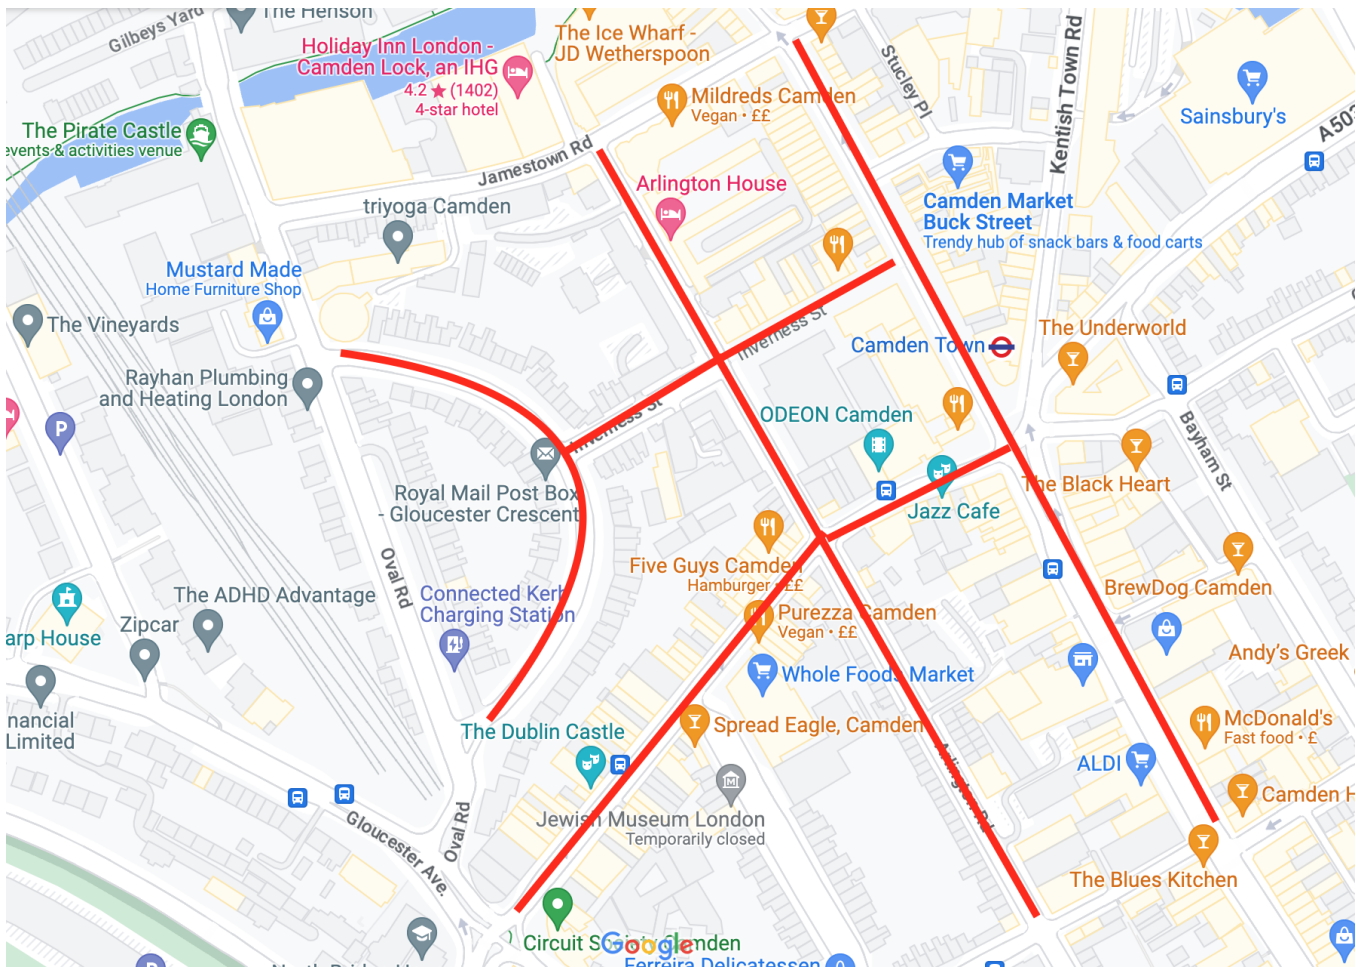 Gilbeys Yard
The Henson
The Ice Wharf -
JD Wetherspoon
Holiday Inn London -
Camden Lock, an IHG
4.2 ★ (1402)
4-star hotel
Stucley Pl
Kentish Town Rd
Mildreds Camden
Vegan • ££
Sainsbury's
The Pirate Castle
events & activities venue
Jamestown Rd
Arlington House
triyoga Camden
Camden Market
Buck Street
Trendy hub of snack bars & food carts
Mustard Made
Home Furniture Shop
The Vineyards
Inverness St
Camden Town
The Underworld
Rayhan Plumbing
and Heating London
P
Inverness St
ODEON Camden
Bayham St
Royal Mail Post Box
- Gloucester Crescent
The Black Heart
Jazz Cafe
Oval Rd
Five Guys Camden
Hamburger • ££
BrewDog Camden
The ADHD Advantage
Connected Kerb
Charging Station
Purezza Camden
Vegan • ££
Zipcar
arp House
Whole Foods Market
Andy's Greek
nancial
Limited
The Dublin Castle
Spread Eagle, Camden
McDonald's
Fast food • £
Arlington Rd
ALDI
Camden H
Jewish Museum London
Temporarily closed
Gloucester Ave.
Oval Rd
The Blues Kitchen
Circuit Society Camden
Google
Ferreira Delicatessen